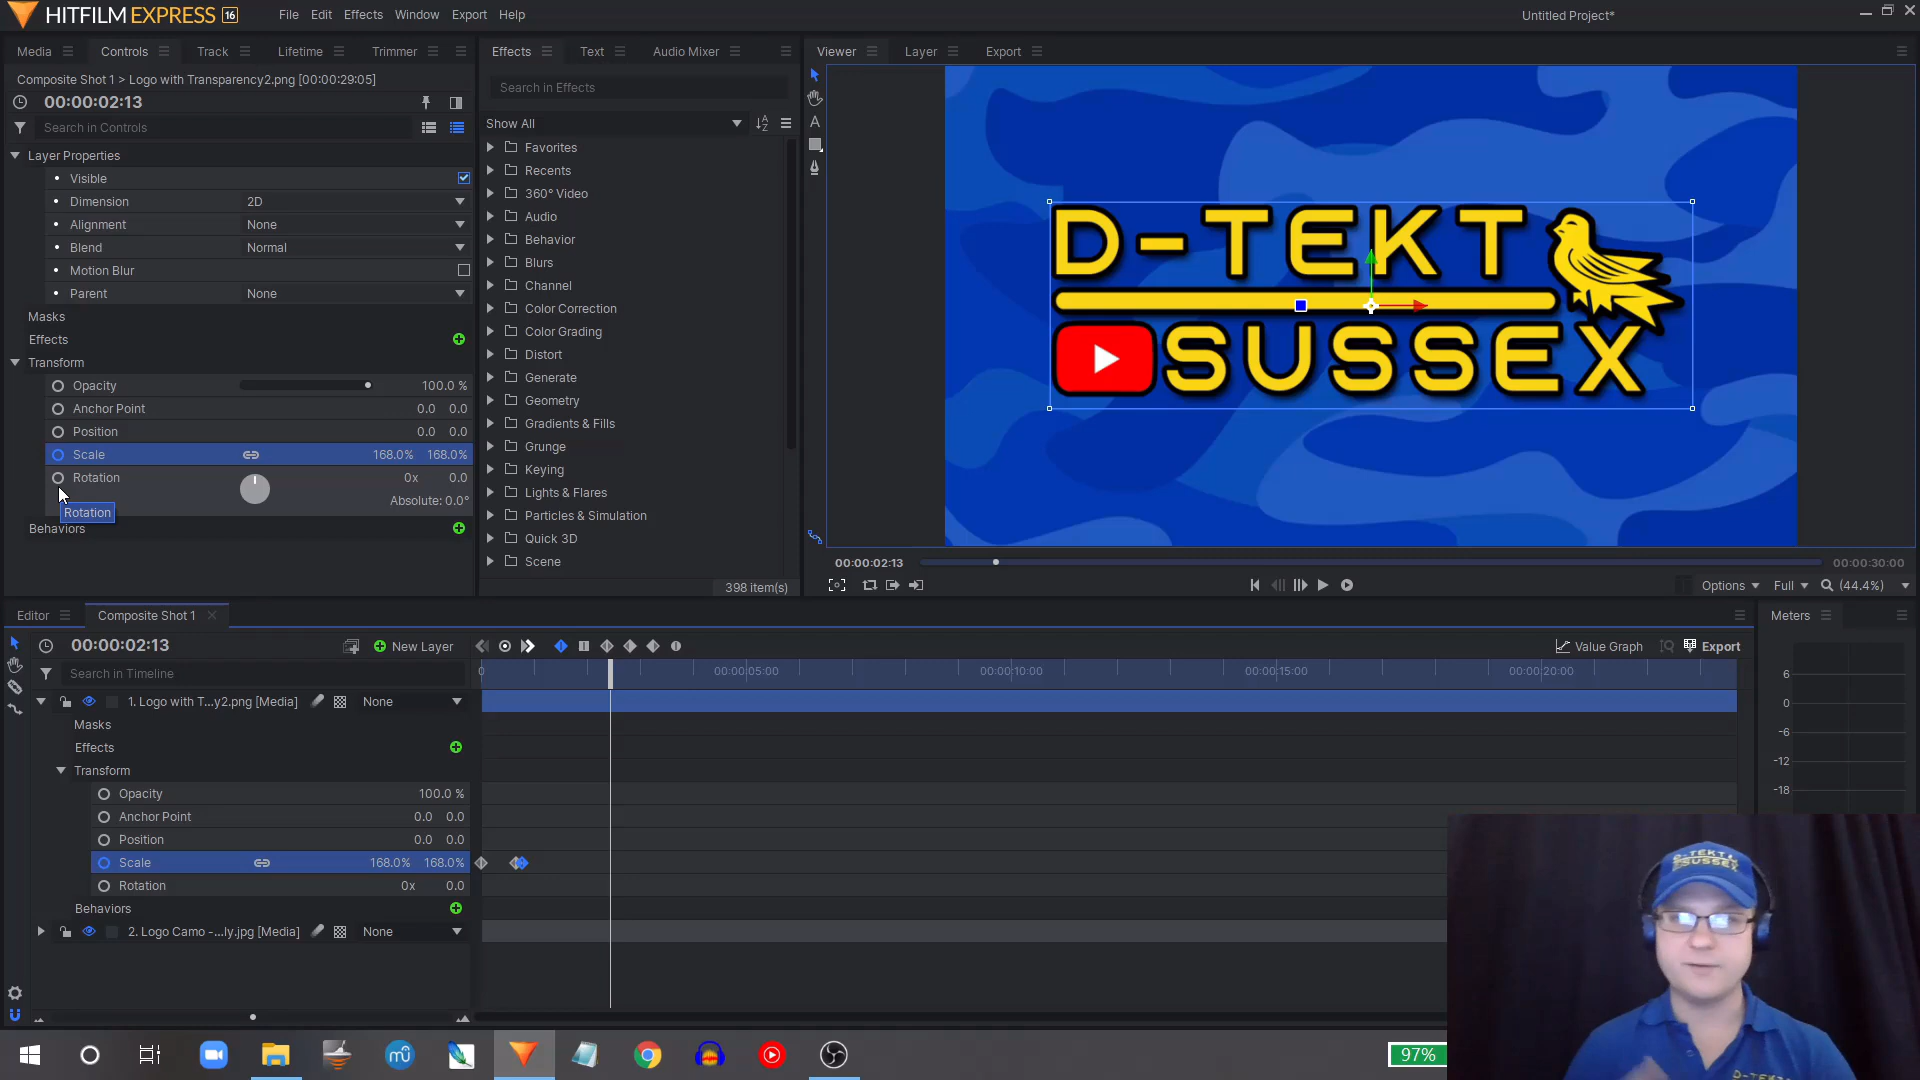 HITFILM EXPRESS 16
File Edit Effects Window Export Help
Untitled Project*
Media Controls Track Lifetime Trimmer
Composite Shot 1 > Logo with Transparency2.png [00:00:29:05]
00:00:02:13
Search in Controls
Layer Properties
Visible
Dimension 2D
Alignment None
Blend Normal
Motion Blur
Parent None
Masks
Effects
Transform
Opacity 100.0 %
Anchor Point 0.0 0.0
Position 0.0 0.0
Scale 168.0% 168.0%
Rotation 0x 0.0
Absolute: 0.0°
Rotation
Behaviors
Effects Text Audio Mixer
Search in Effects
Show All
Favorites
Recents
360° Video
Audio
Behavior
Blurs
Channel
Color Correction
Color Grading
Distort
Generate
Geometry
Gradients & Fills
Grunge
Keying
Lights & Flares
Particles & Simulation
Quick 3D
Scene
398 item(s)
Viewer Layer Export
D-TEKT
SUSSEX
00:00:02:13 00:00:30:00
Options Full (44.4%)
Editor Composite Shot 1
00:00:02:13 New Layer Value Graph Export
Search in Timeline
0 00:00:05:00 00:00:10:00 00:00:15:00 00:00:20:00
1. Logo with T...y2.png [Media] None
Masks
Effects
Transform
Opacity 100.0 %
Anchor Point 0.0 0.0
Position 0.0 0.0
Scale 168.0% 168.0%
Rotation 0x 0.0
Behaviors
2. Logo Camo -...ly.jpg [Media] None
Meters
6
0
-6
-12
-18
D-TEKT
SUSSEX
D-TEKT
97%